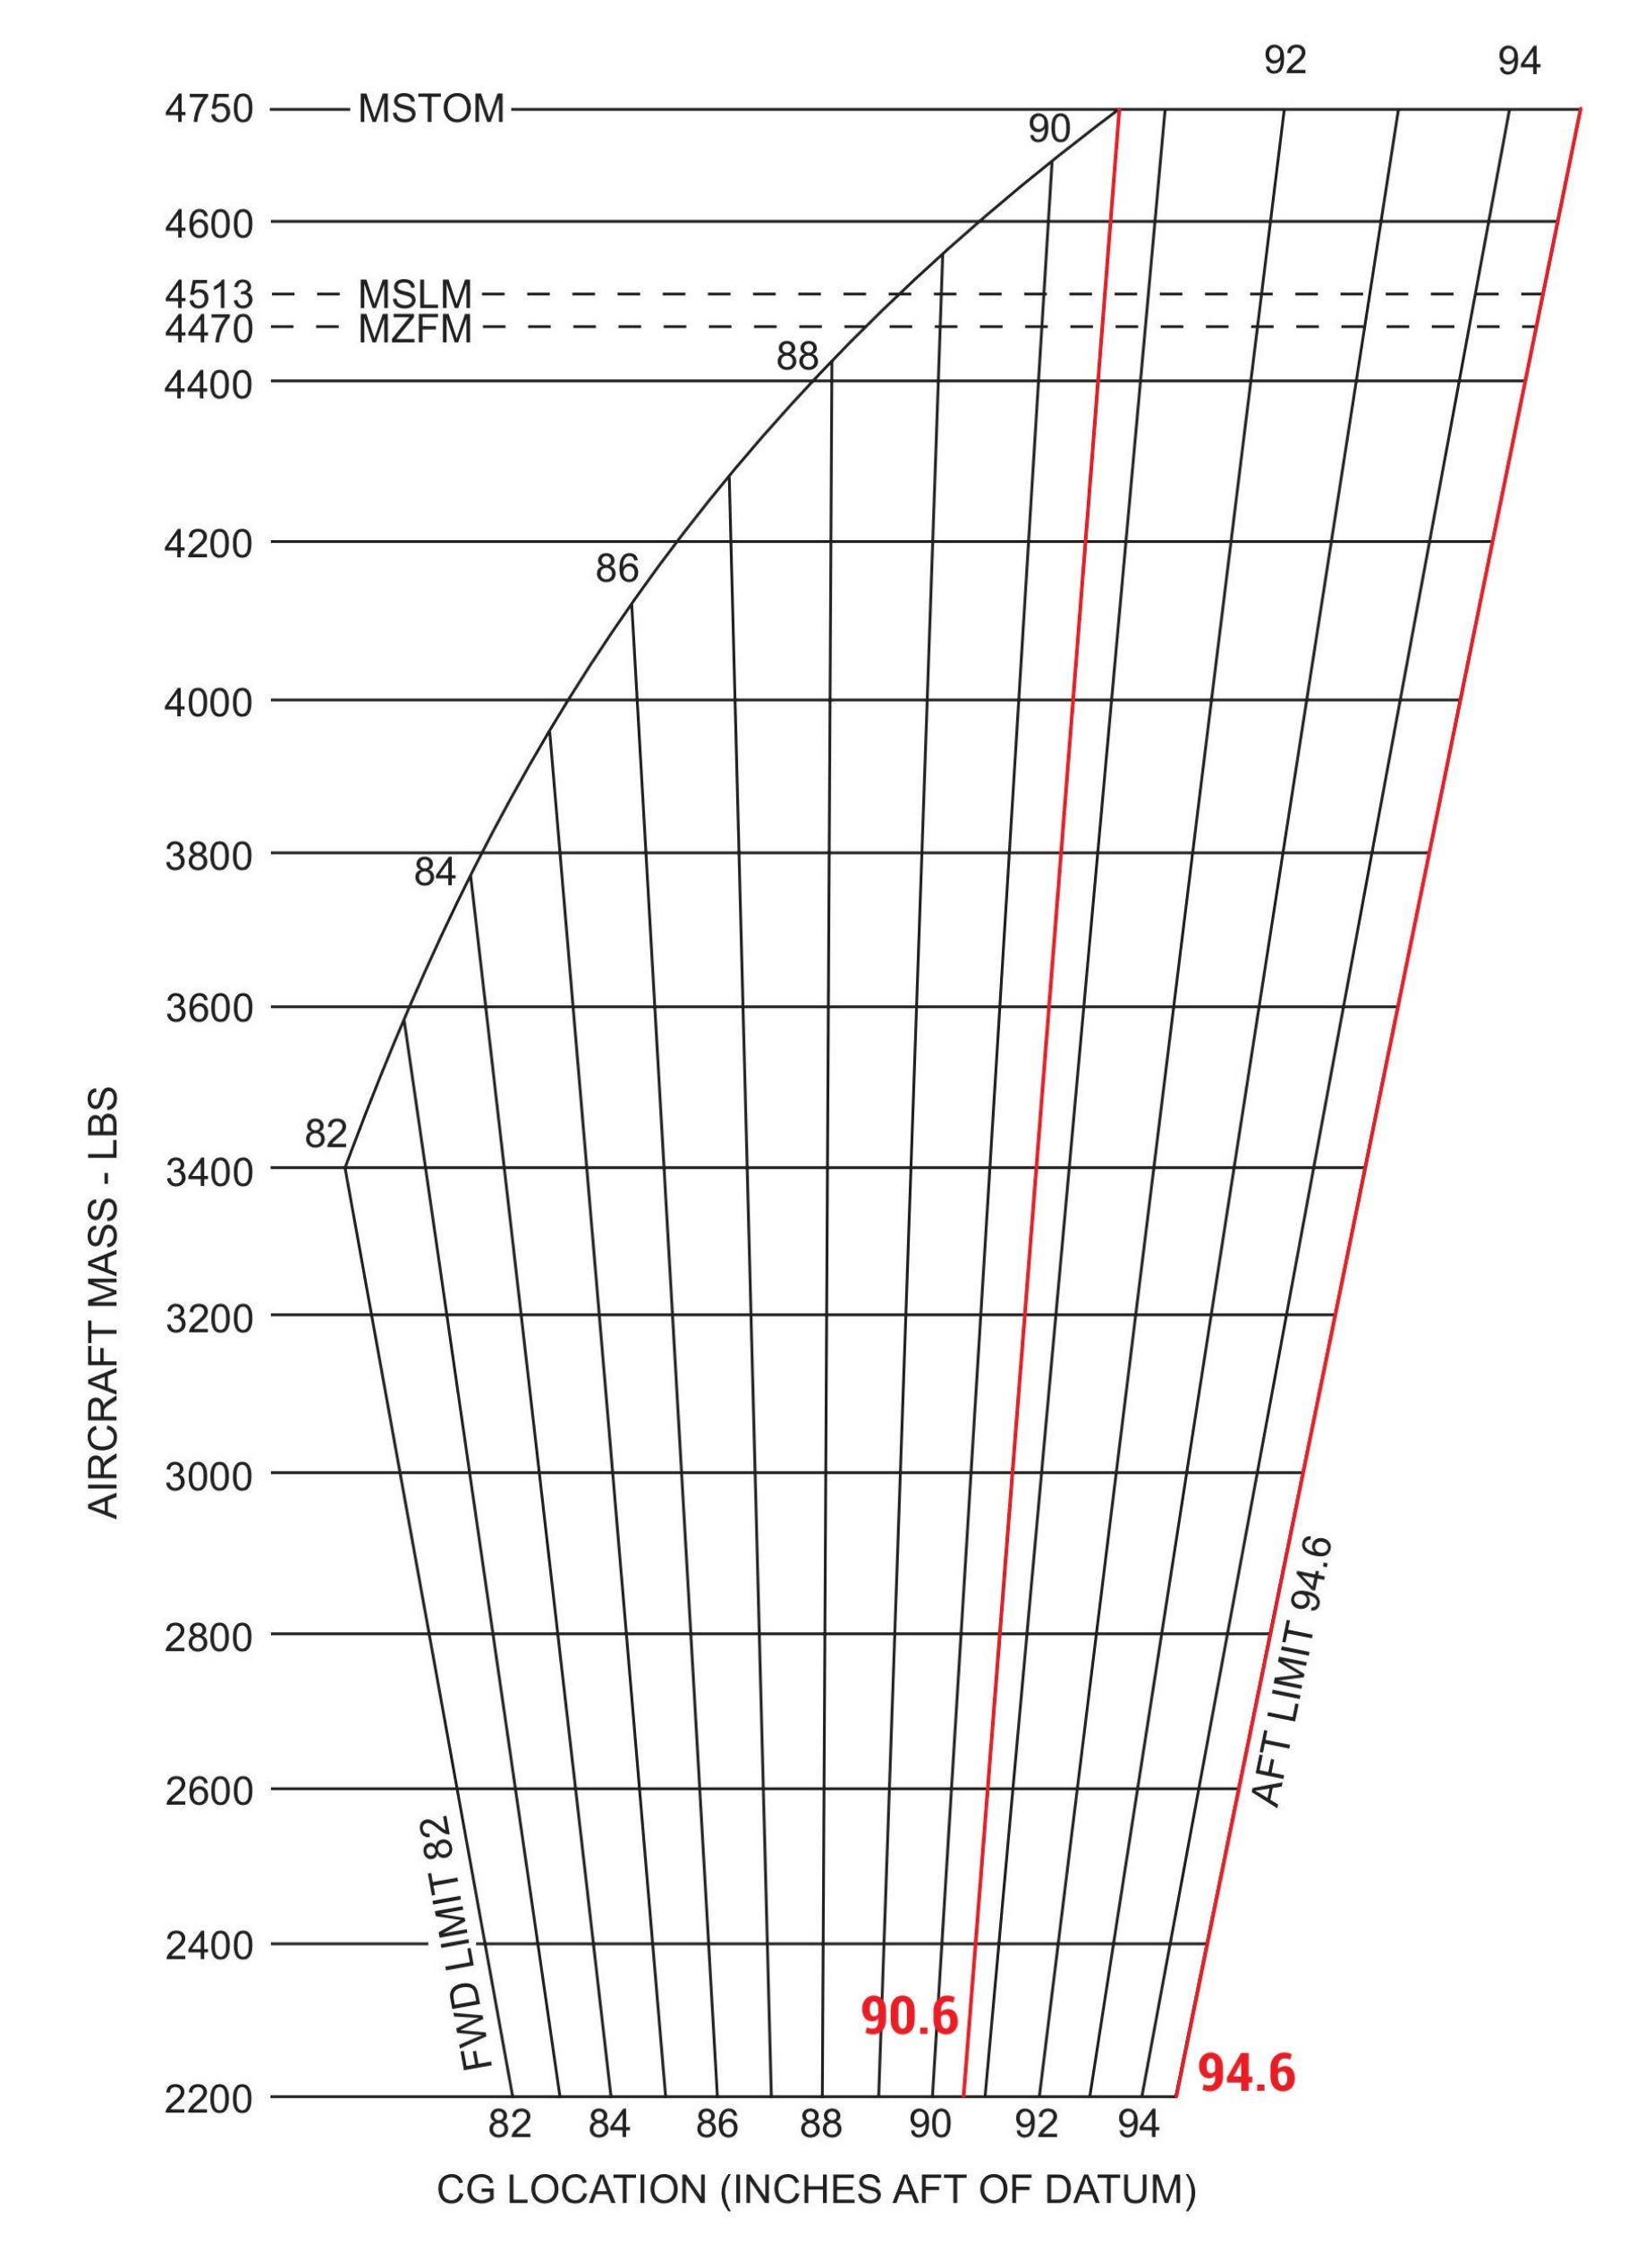 92 94
4750 MSTOM
90
4600
4513 MSLM
4470 MZFM
88
4400
4200
86
4000
3800
84
3600
82
3400
3200
3000
2800
2600
2400
2200
AIRCRAFT MASS - LBS
FWD LIMIT 82
AFT LIMIT 94.6
90.6
94.6
82 84 86 88 90 92 94
CG LOCATION (INCHES AFT OF DATUM)